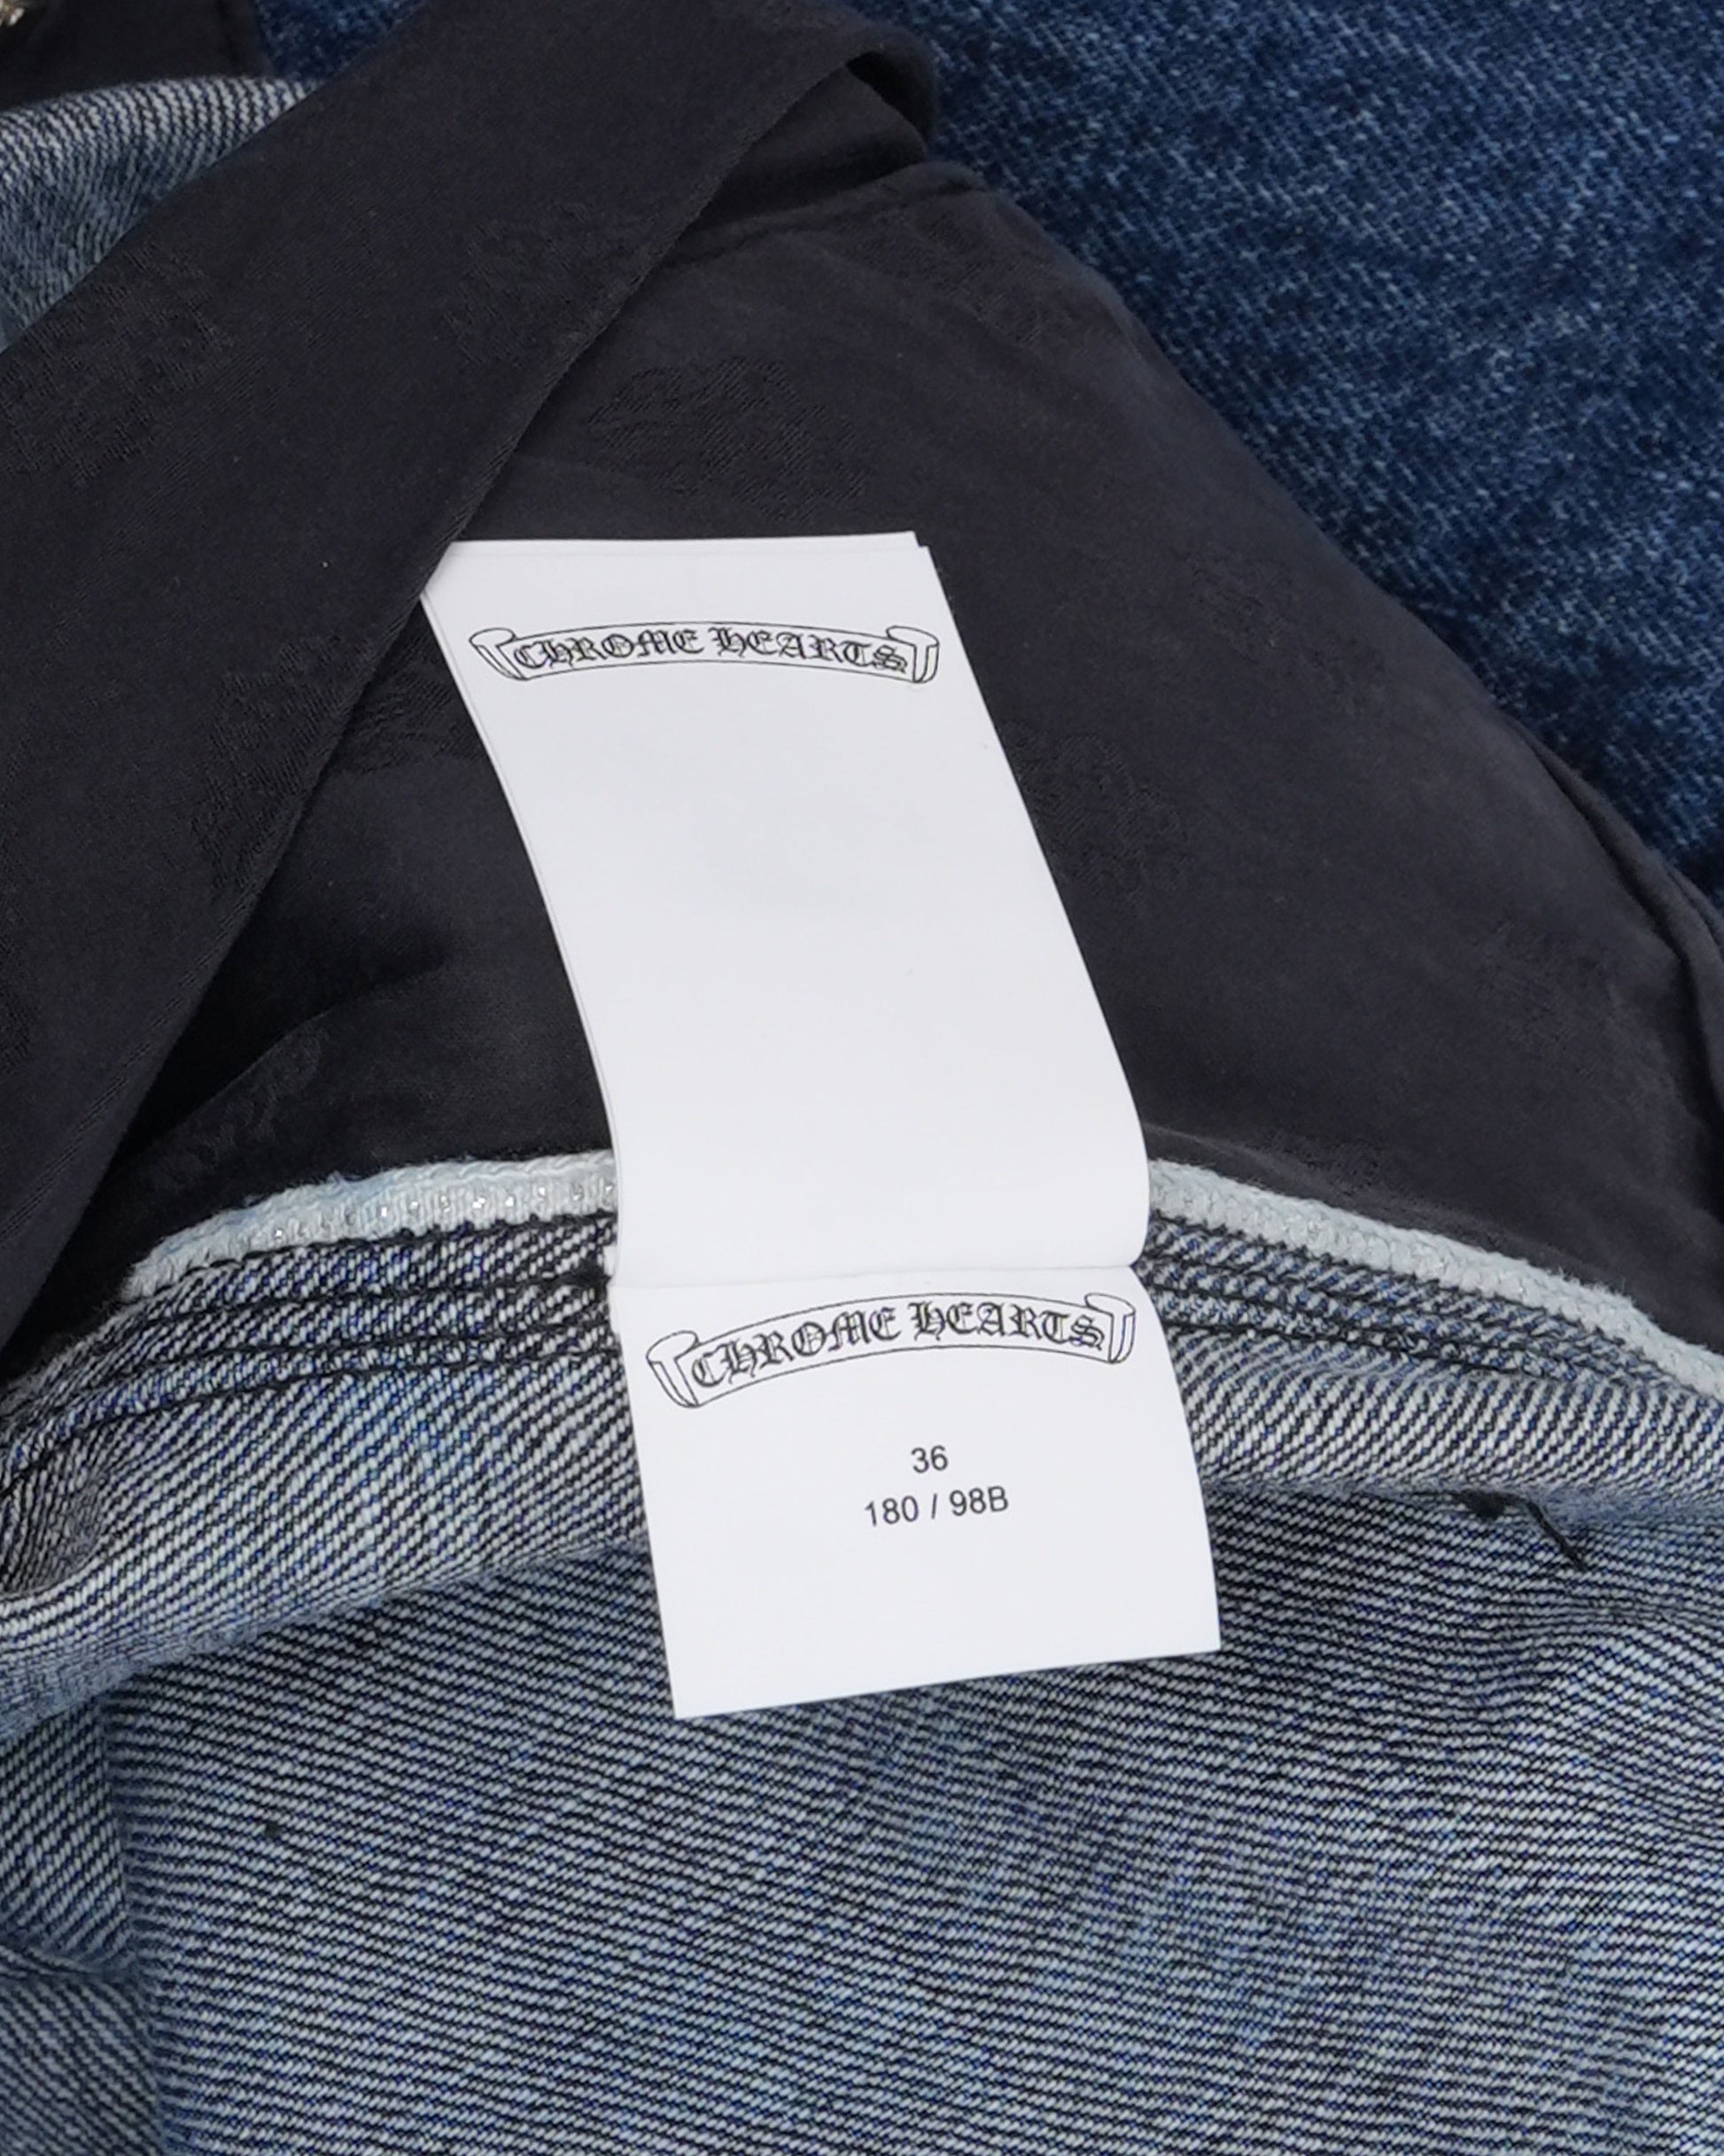 CHROME HEARTS
CHROME HEARTS
36
180 / 98B